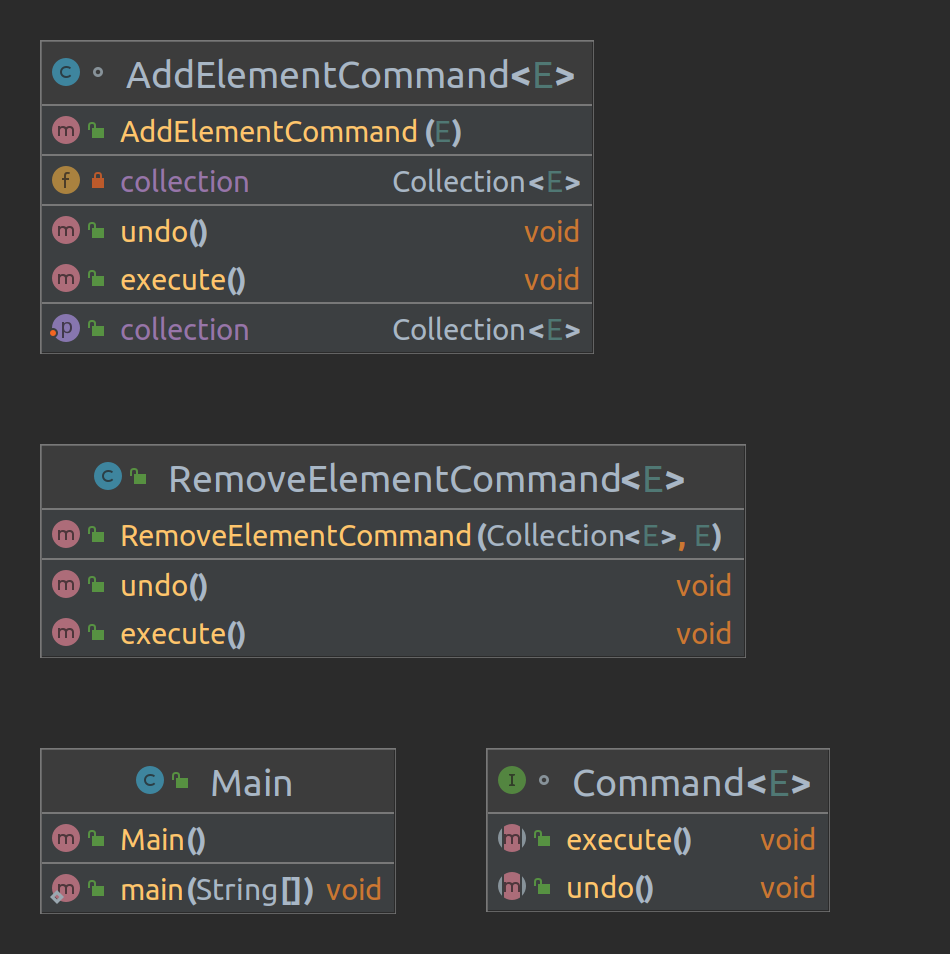 C AddElementCommand<E>
m AddElementCommand(E)
f collection Collection<E>
m undo() void
m execute() void
p collection Collection<E>
C RemoveElementCommand<E>
m RemoveElementCommand(Collection<E>, E)
m undo() void
m execute() void
C Main
m Main()
m main(String[]) void
I Command<E>
m execute() void
m undo() void